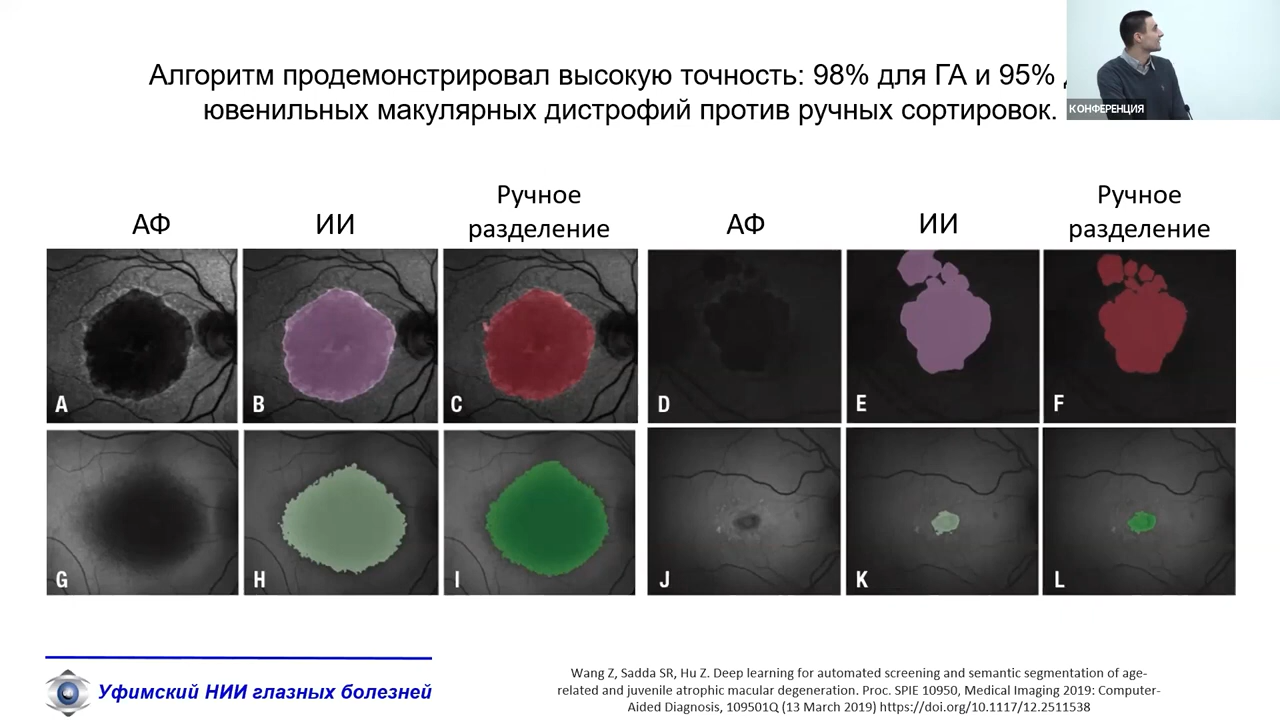 Алгоритм продемонстрировал высокую точность: 98% для ГА и 95%
ювенильных макулярных дистрофий против ручных сортировок.
КОНФЕРЕНЦИЯ
АФ
ИИ
Ручное
разделение
АФ
ИИ
Ручное
разделение
A
B
C
D
E
F
G
H
I
J
K
L
Уфимский НИИ глазных болезней
Wang Z, Sadda SR, Hu Z. Deep learning for automated screening and semantic segmentation of age-
related and juvenile atrophic macular degeneration. Proc. SPIE 10950, Medical Imaging 2019: Computer-
Aided Diagnosis, 109501Q (13 March 2019) https://doi.org/10.1117/12.2511538